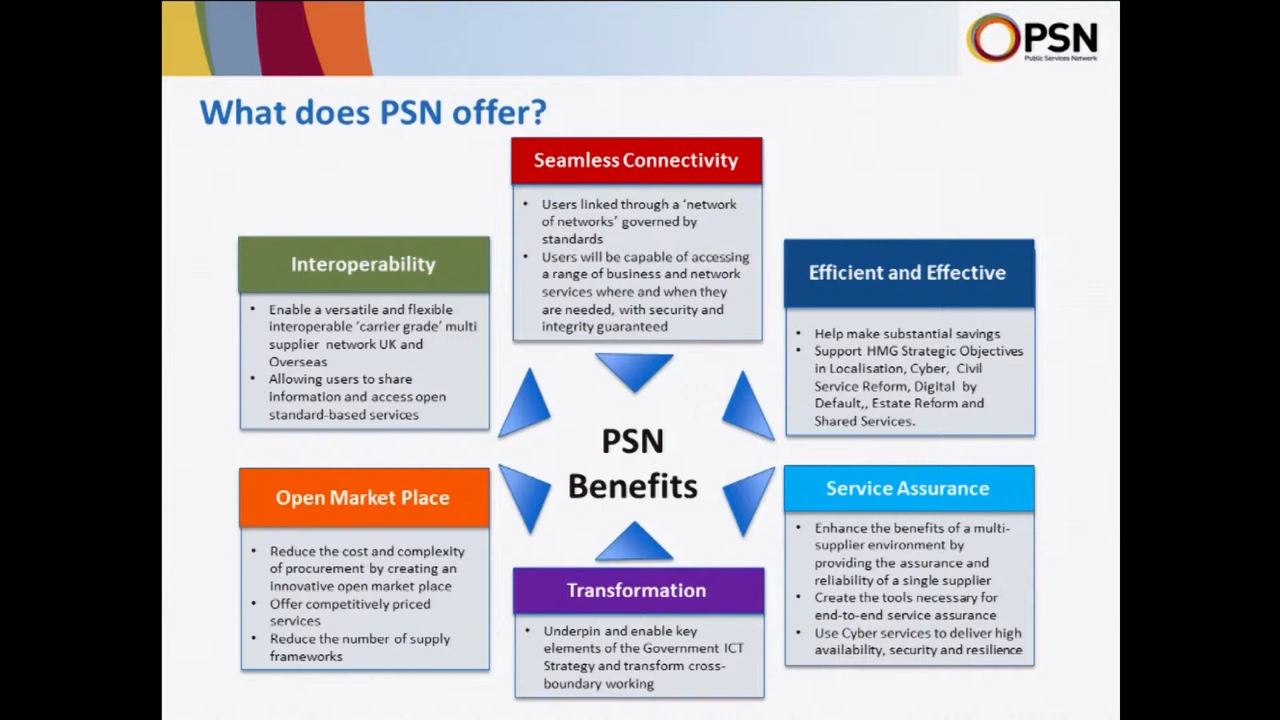 PSN
Public Services Network
What does PSN offer?
Seamless Connectivity
• Users linked through a ‘network
of networks’ governed by
standards
• Users will be capable of accessing
a range of business and network
services where and when they
are needed, with security and
integrity guaranteed
Interoperability
• Enable a versatile and flexible
interoperable ‘carrier grade’ multi
supplier network UK and
Overseas
• Allowing users to share
Information and access open
standard-based services
Efficient and Effective
• Help make substantial savings
• Support HMG Strategic Objectives
in Localisation, Cyber, Civil
Service Reform, Digital by
Default,, Estate Reform and
Shared Services.
PSN
Benefits
Open Market Place
• Reduce the cost and complexity
of procurement by creating an
Innovative open market place
• Offer competitively priced
services
• Reduce the number of supply
frameworks
Service Assurance
• Enhance the benefits of a multi-
supplier environment by
providing the assurance and
reliability of a single supplier
• Create the tools necessary for
end-to-end service assurance
• Use Cyber services to deliver high
availability, security and resilience
Transformation
• Underpin and enable key
elements of the Government ICT
Strategy and transform cross-
boundary working